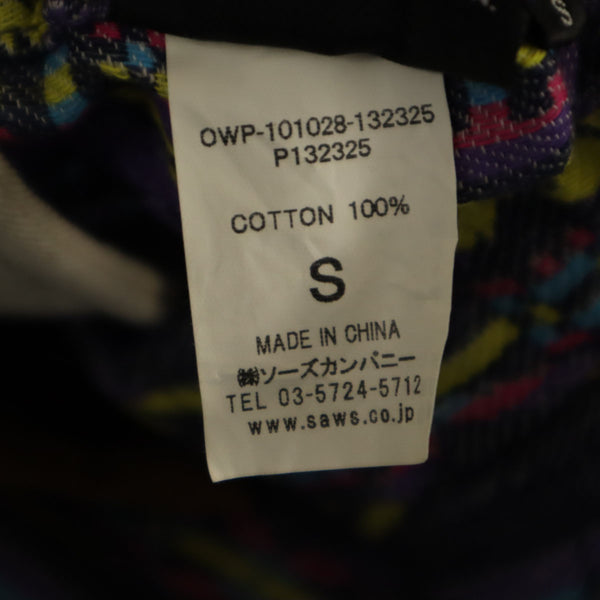 OWP-101028-132325
P132325
COTTON 100%
S
MADE IN CHINA
㈱ソーズカンパニー
TEL 03-5724-5712
www.saws.co.jp